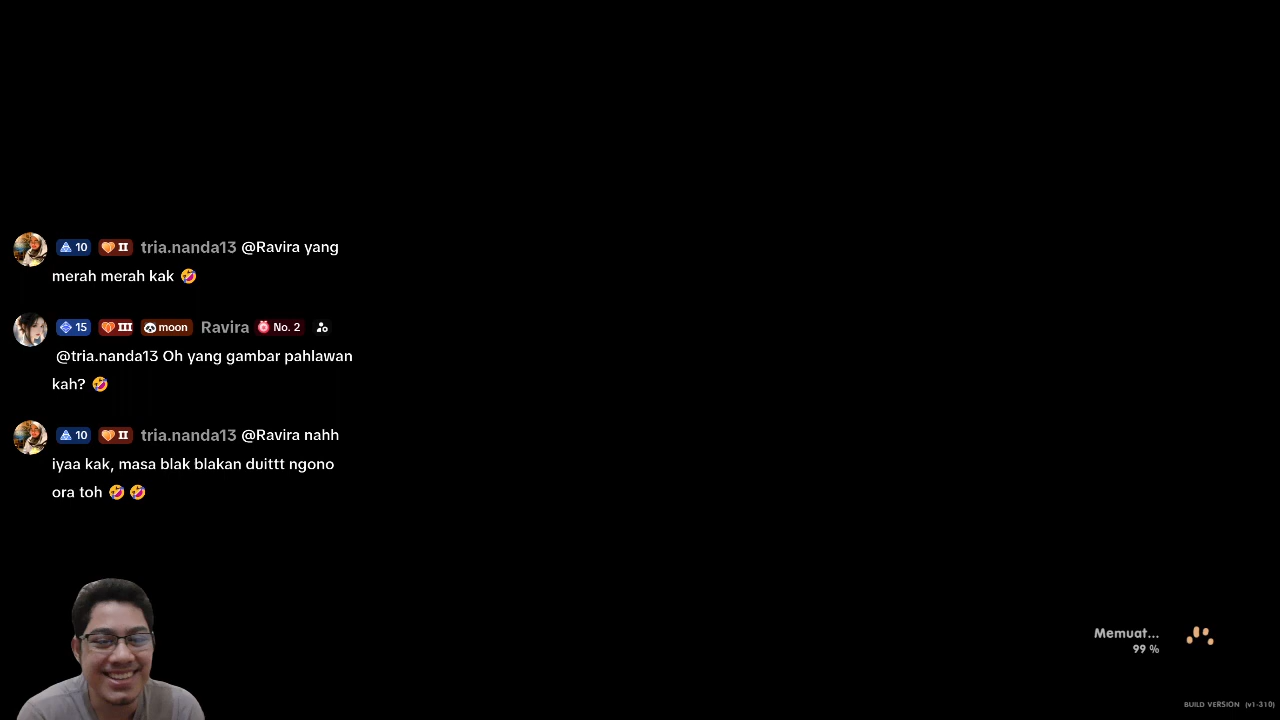 10 II tria.nanda13 @Ravira yang
merah merah kak 🤣
15 III moon Ravira No. 2
@tria.nanda13 Oh yang gambar pahlawan
kah? 🤣
10 II tria.nanda13 @Ravira nahh
iyaa kak, masa blak blakan duittt ngono
ora toh 🤣 🤣
Memuat...
99 %
BUILD VERSION (v1-310)